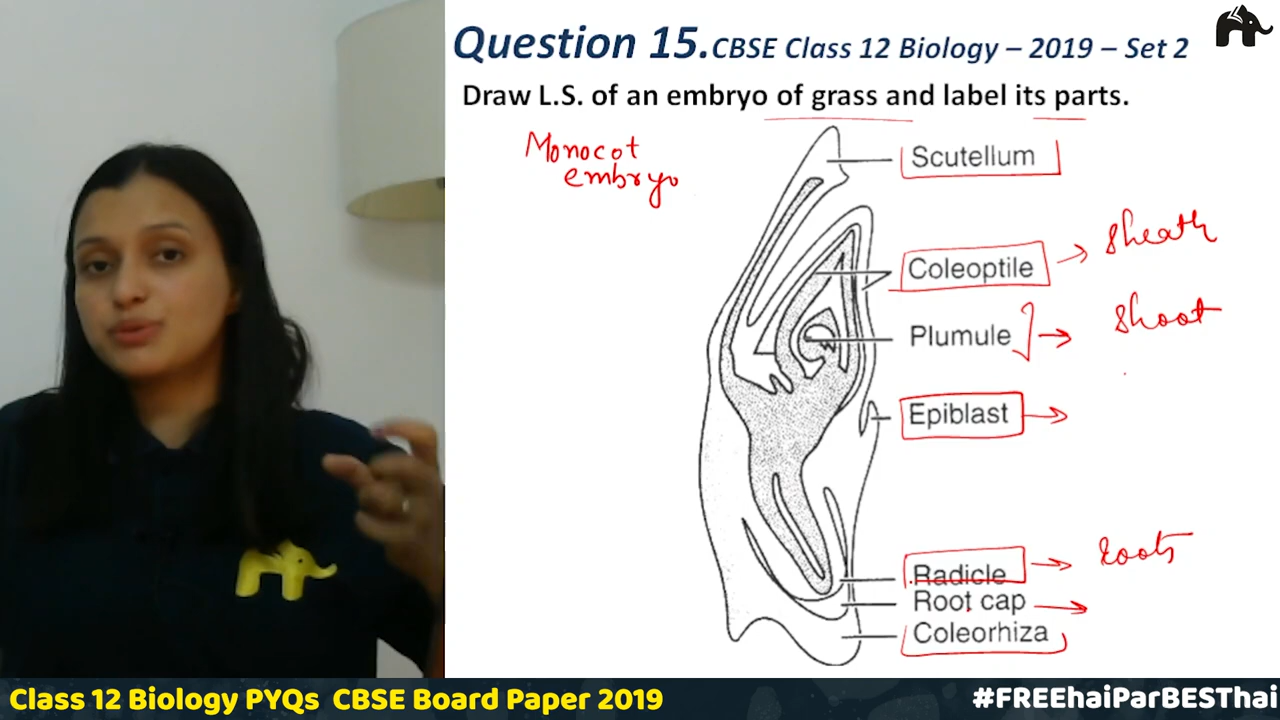 Question 15.CBSE Class 12 Biology – 2019 – Set 2
Draw L.S. of an embryo of grass and label its parts.
Monocot
embryo
Scutellum
Coleoptile → Sheath
Plumule → Shoot
Epiblast →
Radicle → roots
Root cap →
Coleorhiza
Class 12 Biology PYQs CBSE Board Paper 2019
#FREEhaiParBESThai